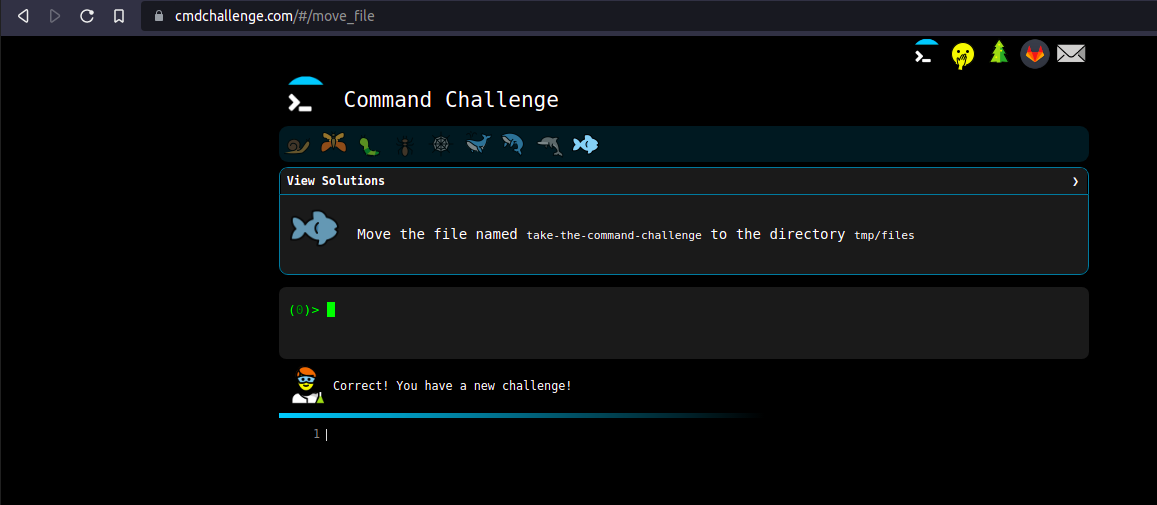 cmdchallenge.com/#/move_file
Command Challenge
View Solutions ❯
Move the file named take-the-command-challenge to the directory tmp/files
(0)>
Correct! You have a new challenge!
1